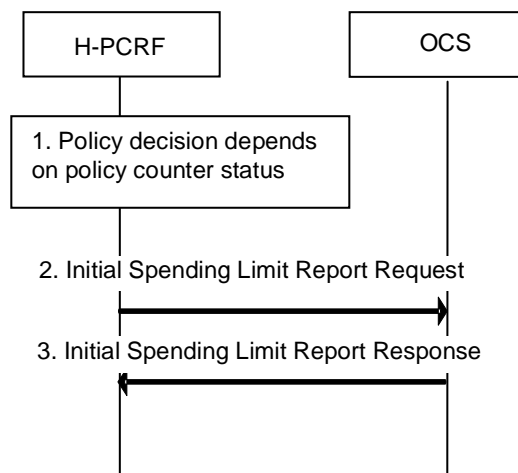 H-PCRF
OCS
1. Policy decision depends
on policy counter status
2. Initial Spending Limit Report Request
3. Initial Spending Limit Report Response